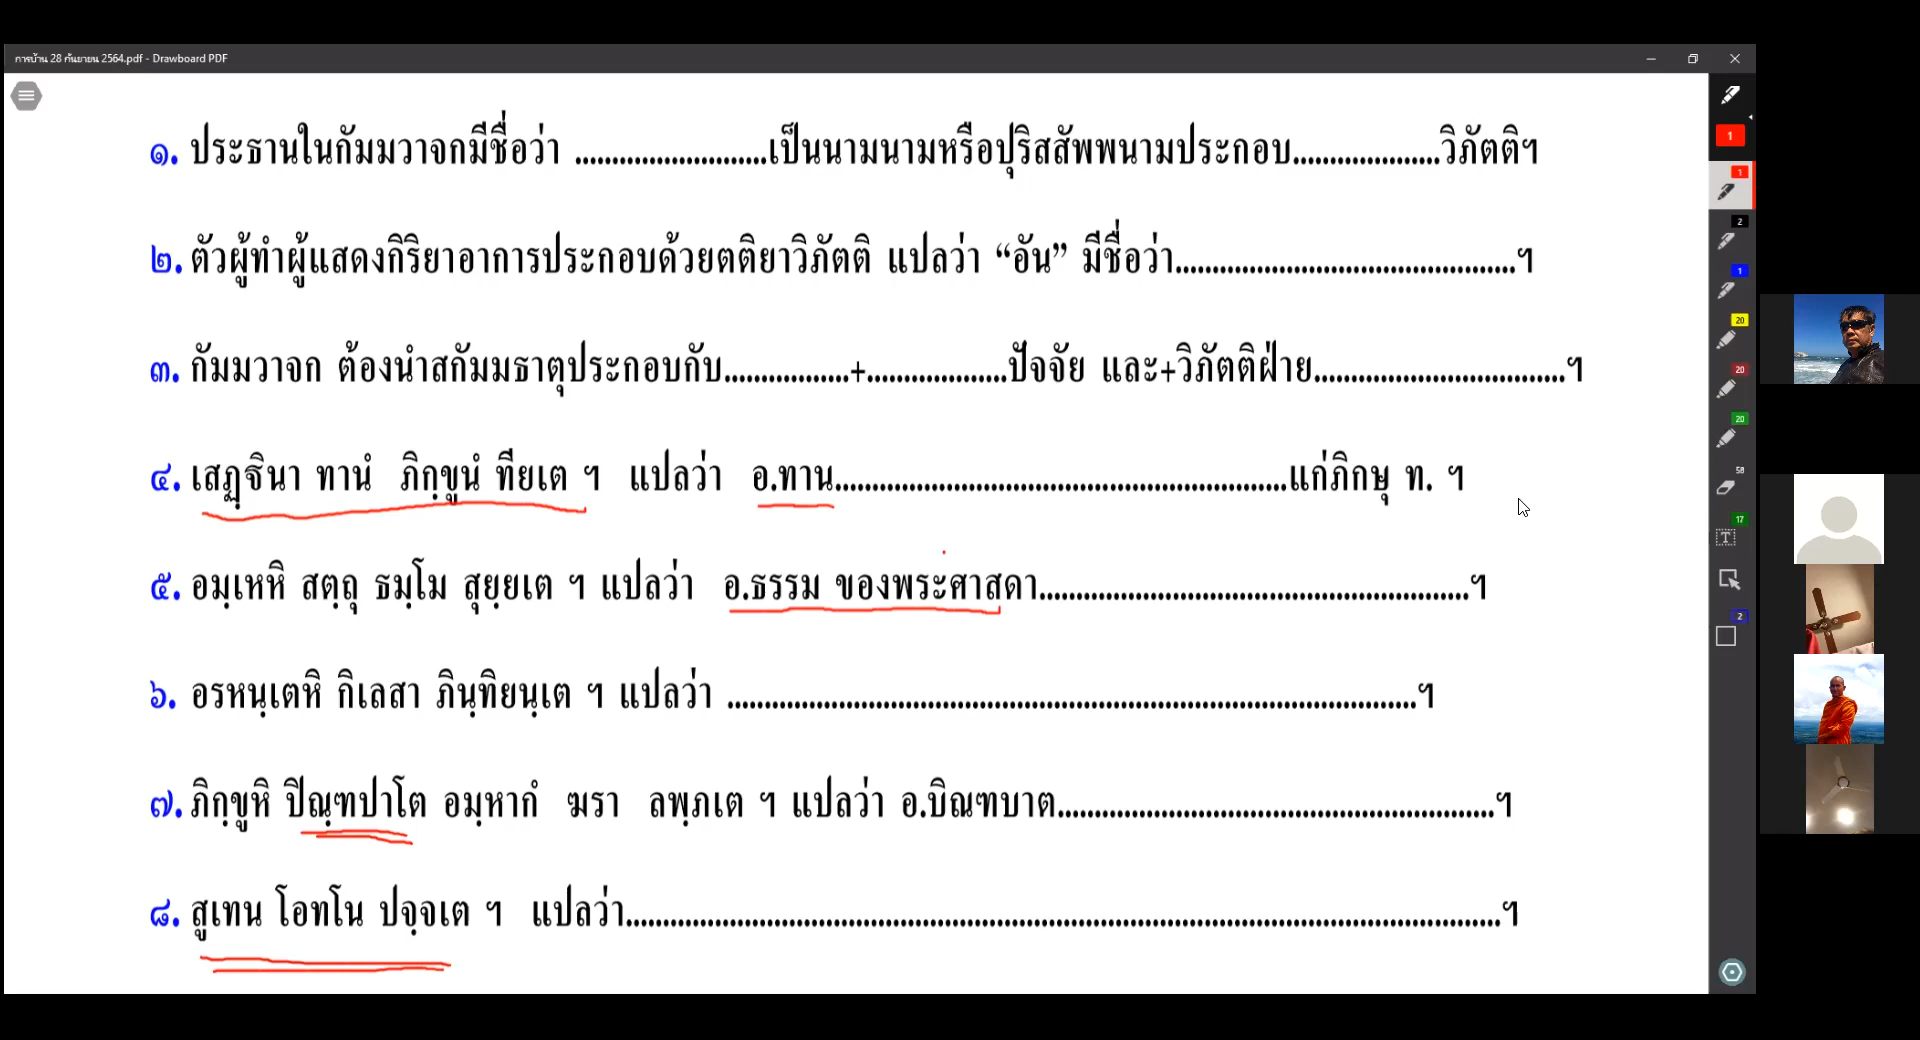 การบ้าน 28 กันยายน 2564.pdf - Drawboard PDF
๑. ประธานในกัมมวาจกมีชื่อว่า ..........................เป็นนามนามหรือปุริสสัพพนามประกอบ....................วิภัตติฯ
๒. ตัวผู้ทำผู้แสดงกิริยาอาการประกอบด้วยตติยาวิภัตติ แปลว่า “อัน” มีชื่อว่า..............................................ฯ
๓. กัมมวาจก ต้องนำสกัมมธาตุประกอบกับ.................+...................ปัจจัย และ+วิภัตติฝ่าย..................................ฯ
๔. เสฏฺฐินา ทานํ ภิกฺขูนํ ทียเต ฯ แปลว่า อ.ทาน.............................................................แก่ภิกษุ ท. ฯ
๕. อมฺเหหิ สตฺถุ ธมฺโม สุยฺยเต ฯ แปลว่า อ.ธรรม ของพระศาสดา..........................................................ฯ
๖. อรหนฺเตหิ กิเลสา ภินฺทิยนฺเต ฯ แปลว่า .............................................................................................ฯ
๗. ภิกฺขูหิ ปิณฺฑปาโต อมฺหากํ ฆรา ลพฺภเต ฯ แปลว่า อ.บิณฑบาต...........................................................ฯ
๘. สูเทน โอทโน ปจฺจเต ฯ แปลว่า......................................................................................................................ฯ
1
1
2
1
20
20
20
58
17
T
2